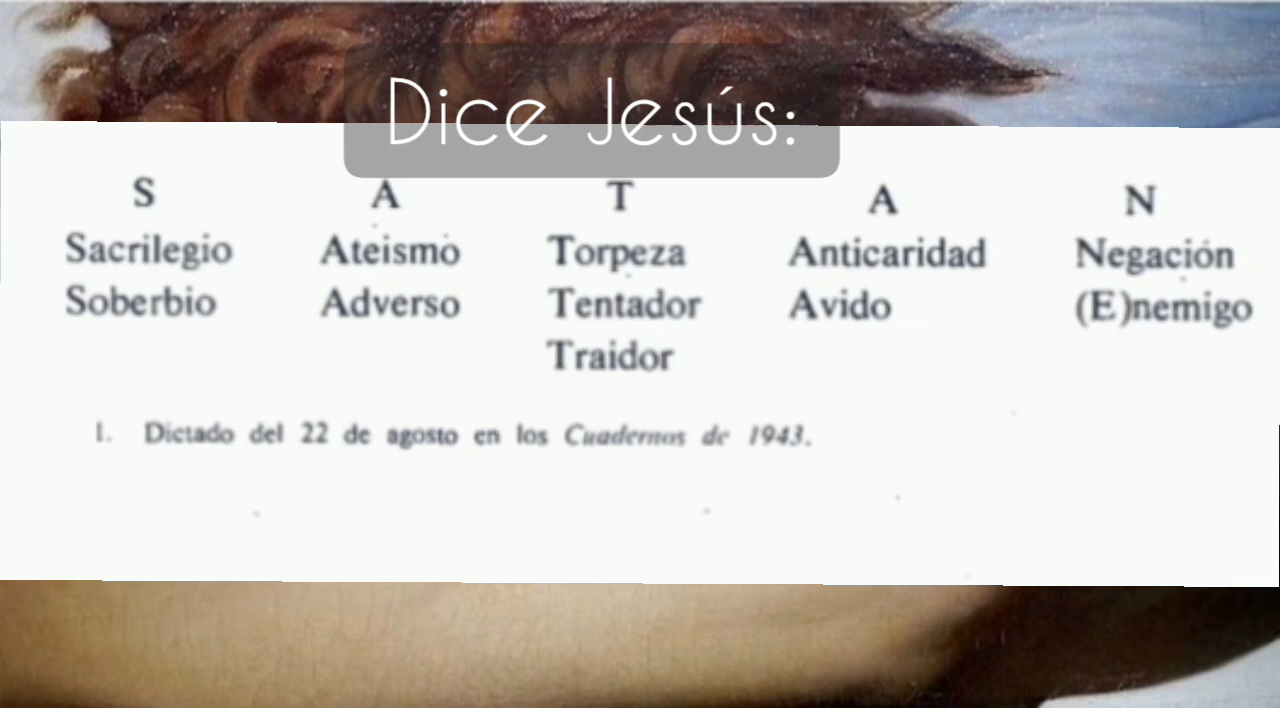 Dice Jesús:
S A T A N
Sacrilegio Ateismo Torpeza Anticaridad Negación
Soberbio Adverso Tentador Avido (E)nemigo
Traidor
1. Dictado del 22 de agosto en los Cuadernos de 1943.